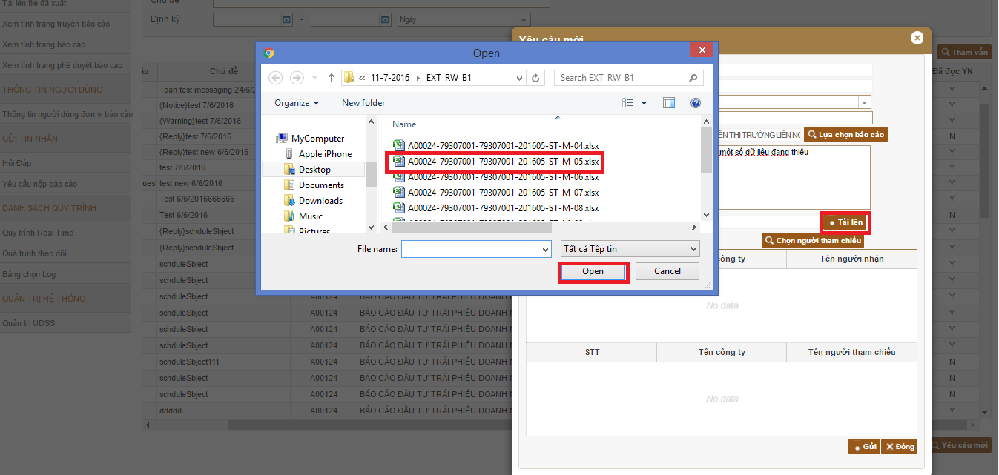 Tải lên file đã xuất
Xem tình trạng truyền báo cáo
Xem tình trạng báo cáo
Xem tình trạng phê duyệt báo cáo
THÔNG TIN NGƯỜI DÙNG
Thông tin người dùng đơn vị báo cáo
GỬI TIN NHẮN
Hỏi Đáp
Yêu cầu nộp báo cáo
DANH SÁCH QUY TRÌNH
Quy trình Real Time
Quá trình theo dõi
Bảng chọn Log
QUẢN TRỊ HỆ THỐNG
Quản trị UDSS
Chủ đề
Định kỳ
-
Ngày
Chủ đề
Toan test messaging 24/6/2
{Notice}test 7/6/2016
{Warning}test 7/6/2016
{Reply}test 7/6/2016
{Reply}test new 6/6/2016
test 7/6/2016
uest test new 6/6/2016
Test 6/6/2016666666
Test 6/6/2016
{Reply}schduleSbject
{Reply}schduleSbject
schduleSbject
schduleSbject
schduleSbject A00124 BÁO CÁO ĐẦU TƯ TRÁI PHIẾU DOANH
schduleSbject A00124 BÁO CÁO ĐẦU TƯ TRÁI PHIẾU DOANH
schduleSbject A00124 BÁO CÁO ĐẦU TƯ TRÁI PHIẾU DOANH
schduleSbject A00124 BÁO CÁO ĐẦU TƯ TRÁI PHIẾU DOANH
schduleSbject111 A00124 BÁO CÁO ĐẦU TƯ TRÁI PHIẾU DOANH
schduleSbject A00124 BÁO CÁO ĐẦU TƯ TRÁI PHIẾU DOANH
schduleSbject A00124 BÁO CÁO ĐẦU TƯ TRÁI PHIẾU DOANH
ddddd A00124 BÁO CÁO ĐẦU TƯ TRÁI PHIẾU DOANH
Open
« 11-7-2016 EXT_RW_B1
Search EXT_RW_B1
Organize
New folder
MyComputer
Apple iPhone
Desktop
Documents
Downloads
Music
Pictures
Name
A00024-79307001-79307001-201605-ST-M-04.xlsx
A00024-79307001-79307001-201605-ST-M-05.xlsx
A00024-79307001-79307001-201605-ST-M-06.xlsx
A00024-79307001-79307001-201605-ST-M-07.xlsx
A00024-79307001-79307001-201605-ST-M-08.xlsx
File name:
Tất cả Tệp tin
Open
Cancel
Yêu cầu mới
THỊ TRƯỜNG LIÊN
Lựa chọn báo cáo
một số dữ liệu đang thiếu
Tải lên
Chọn người tham chiếu
công ty
Tên người nhận
No data
STT
Tên công ty
Tên người tham chiếu
No data
Gửi
Đóng
Tham vấn
Đã đọc YN
Y
Y
Y
N
Y
Y
Y
Y
N
Y
Y
Y
Y
Y
Y
Y
Y
N
N
N
Y
Yêu cầu mới